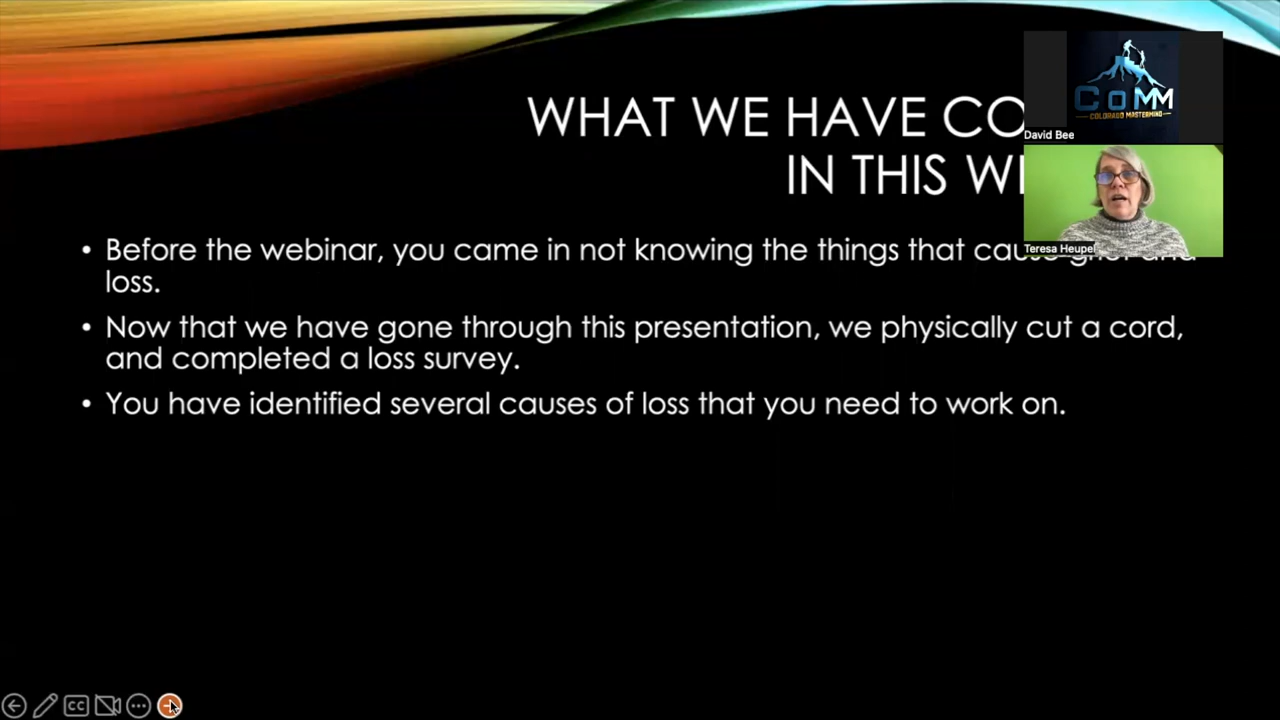 WHAT WE HAVE
IN THIS
Before the webinar, you came in not knowing the things that cause grief and
loss.
Now that we have gone through this presentation, we physically cut a cord,
and completed a loss survey.
You have identified several causes of loss that you need to work on.
CoMM
COLORADO MASTERMIND
David Bee
Teresa Heupel
CC